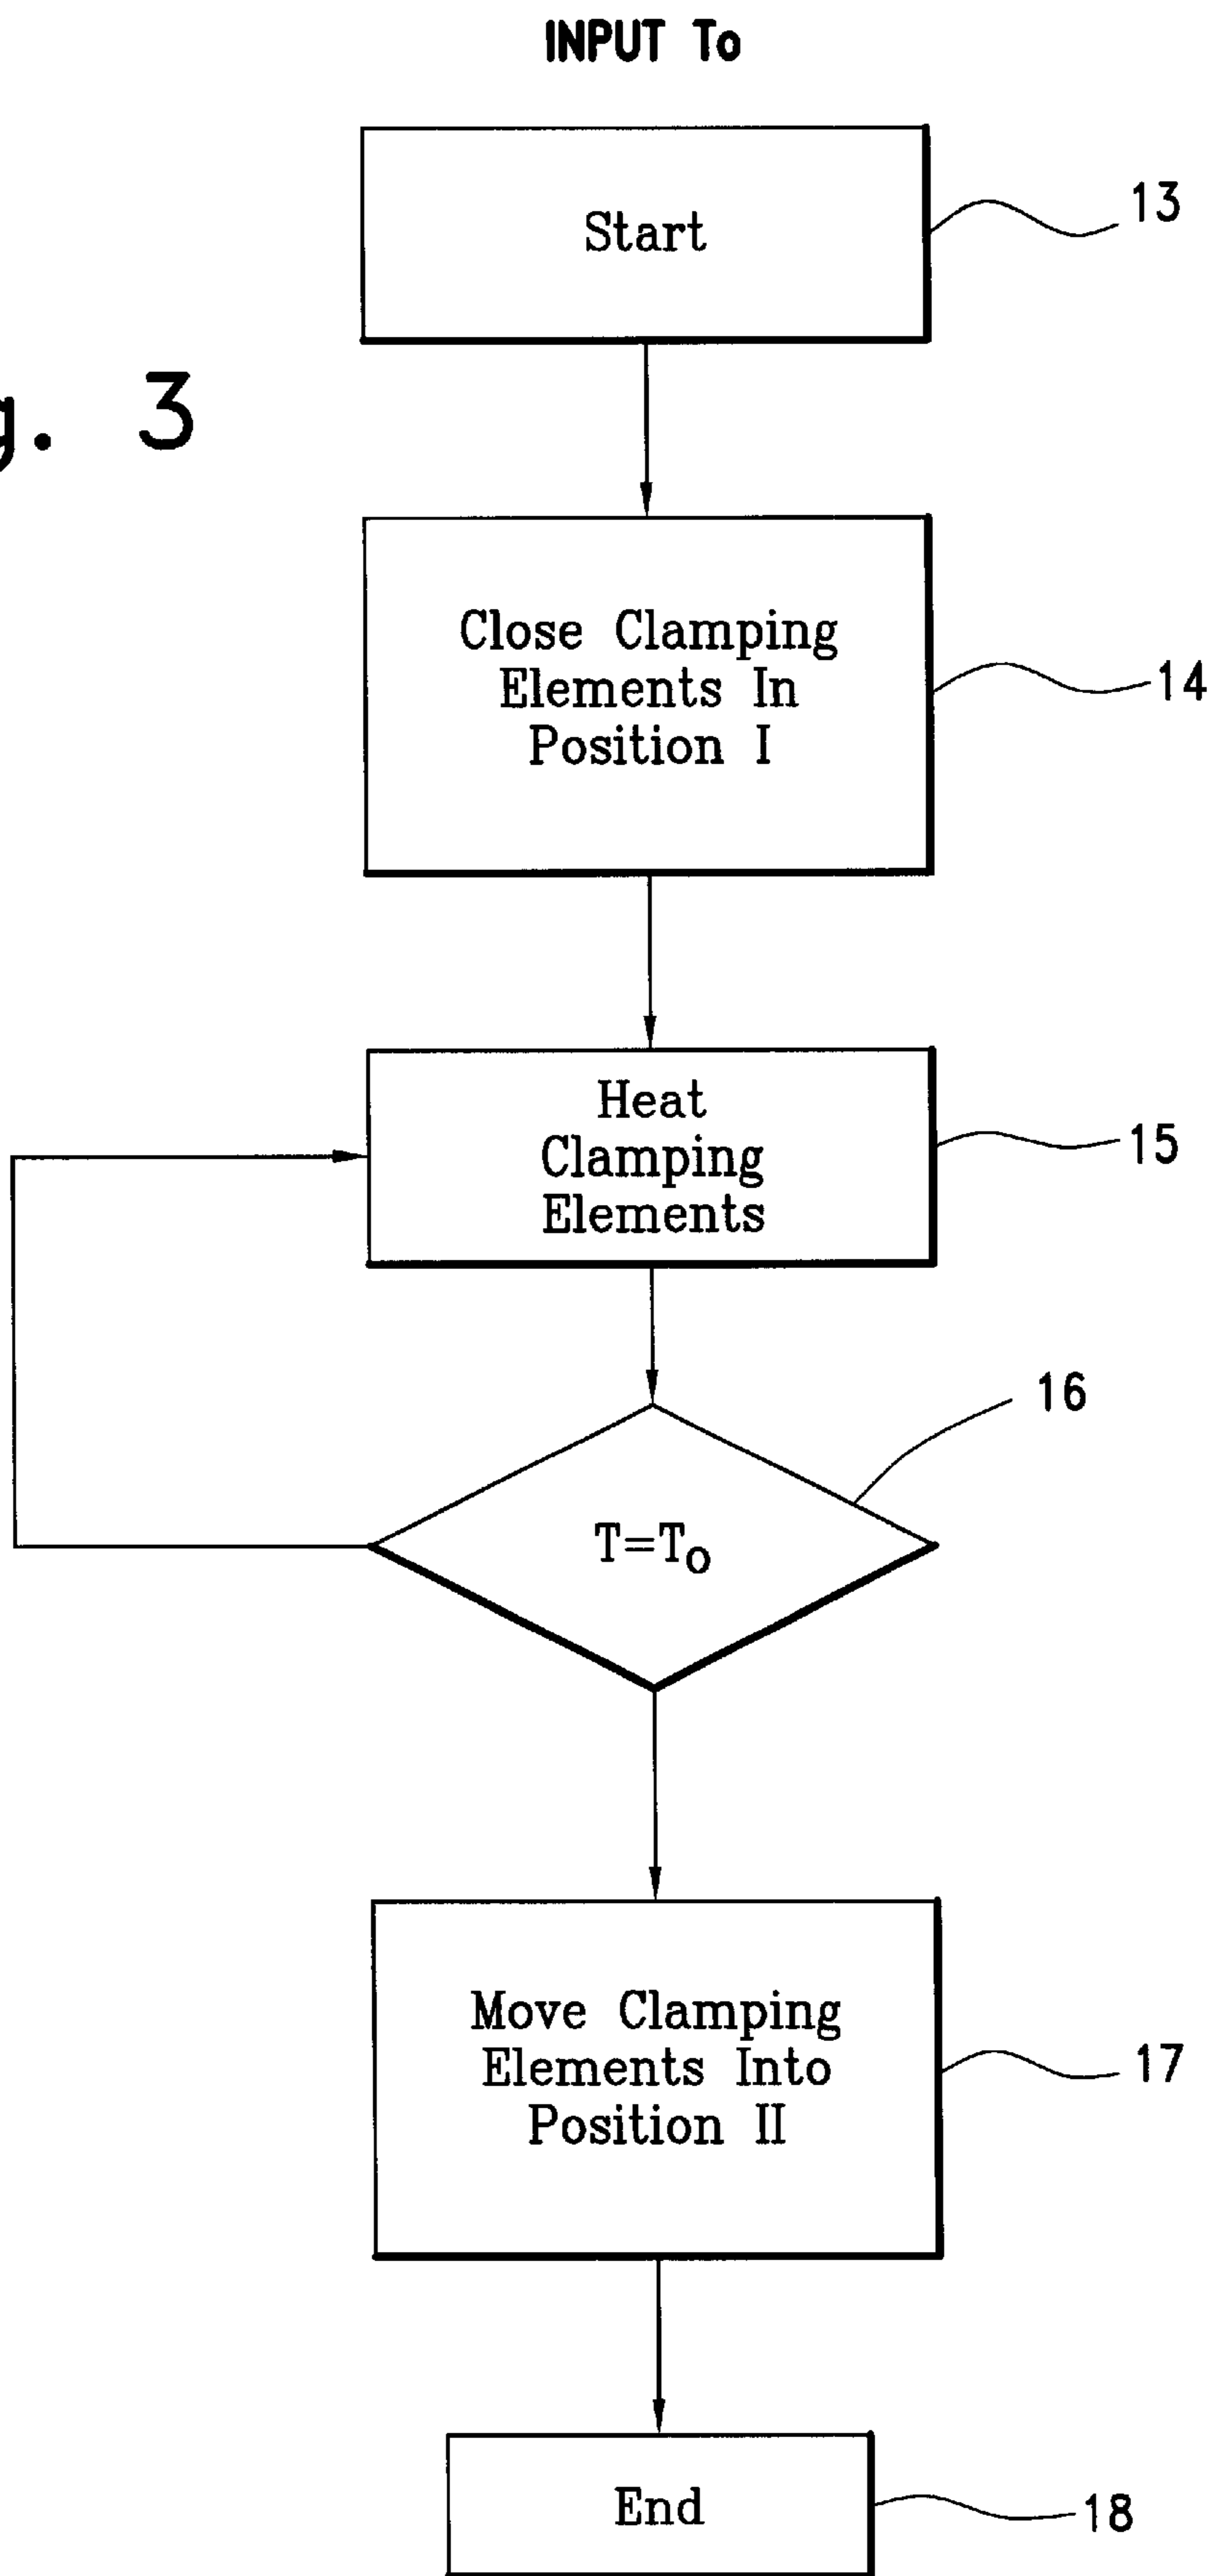 INPUT To
Start
13
g. 3
Close Clamping
Elements In
Position I
14
Heat
Clamping
Elements
15
16
T=To
Move Clamping
Elements Into
Position II
17
End
18